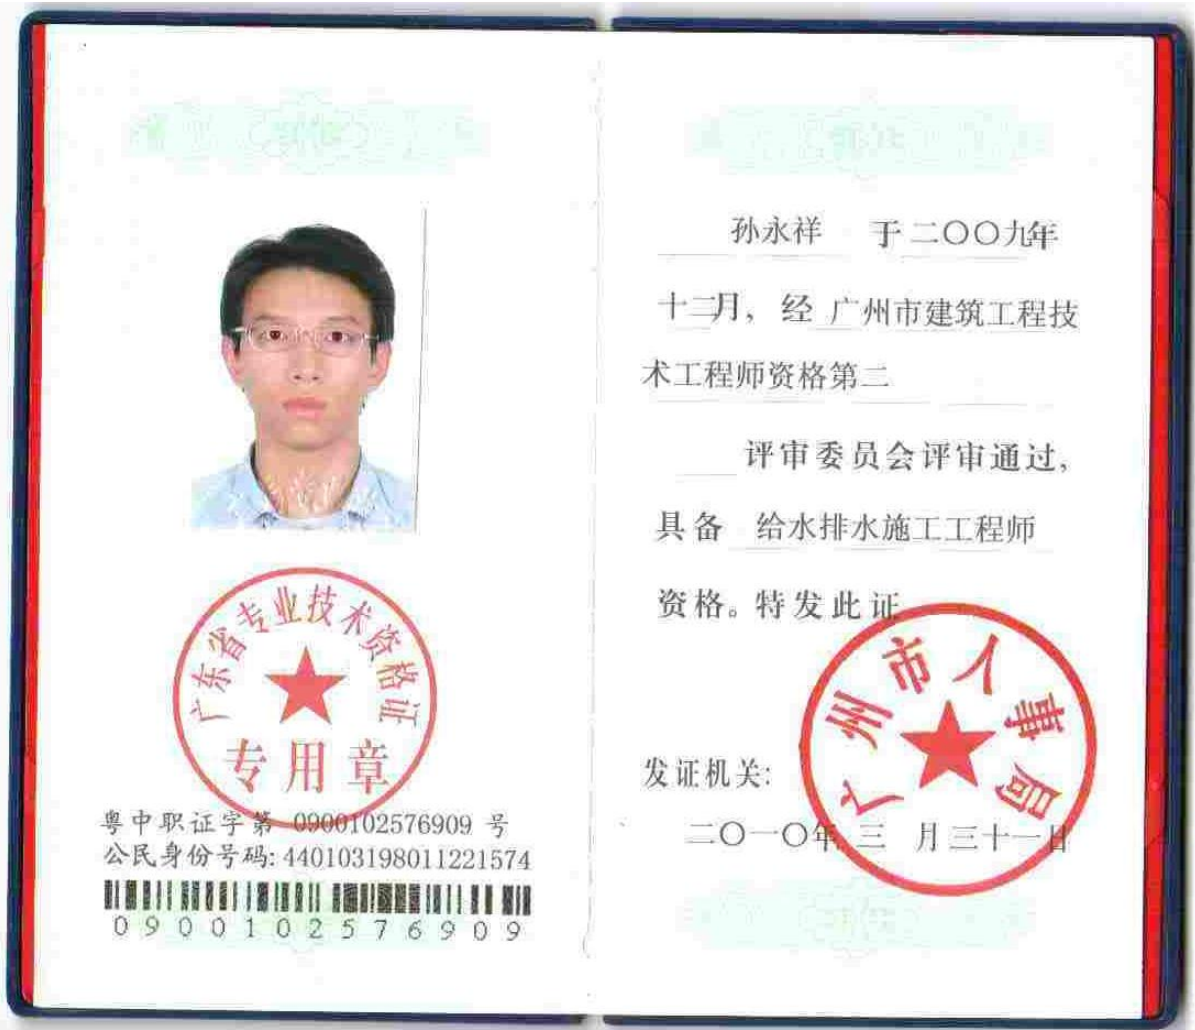 广东省专业技术资格证
专用章
粤中职证字第 0900102576909 号
公民身份号码: 440103198011221574
0900102576909
孙永祥 于二〇〇九年
十二月, 经 广州市建筑工程技
术工程师资格第二
评审委员会评审通过,
具备 给水排水施工工程师
资格。特发此证
广州市人事局
发证机关:
二〇一〇年 三 月三十一日